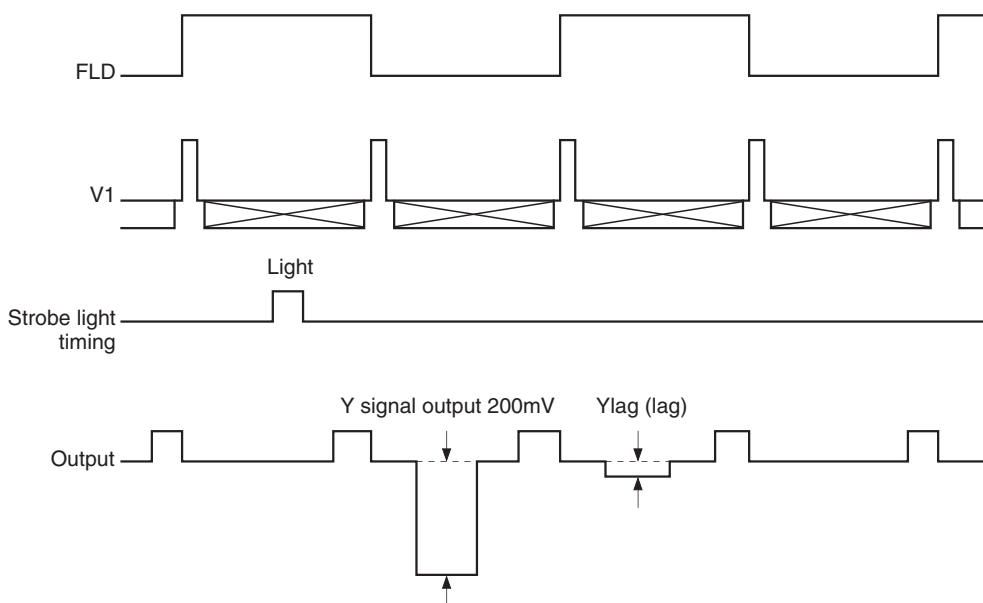 FLD
V1
Light
Strobe light
timing
Y signal output 200mV
Ylag (lag)
Output